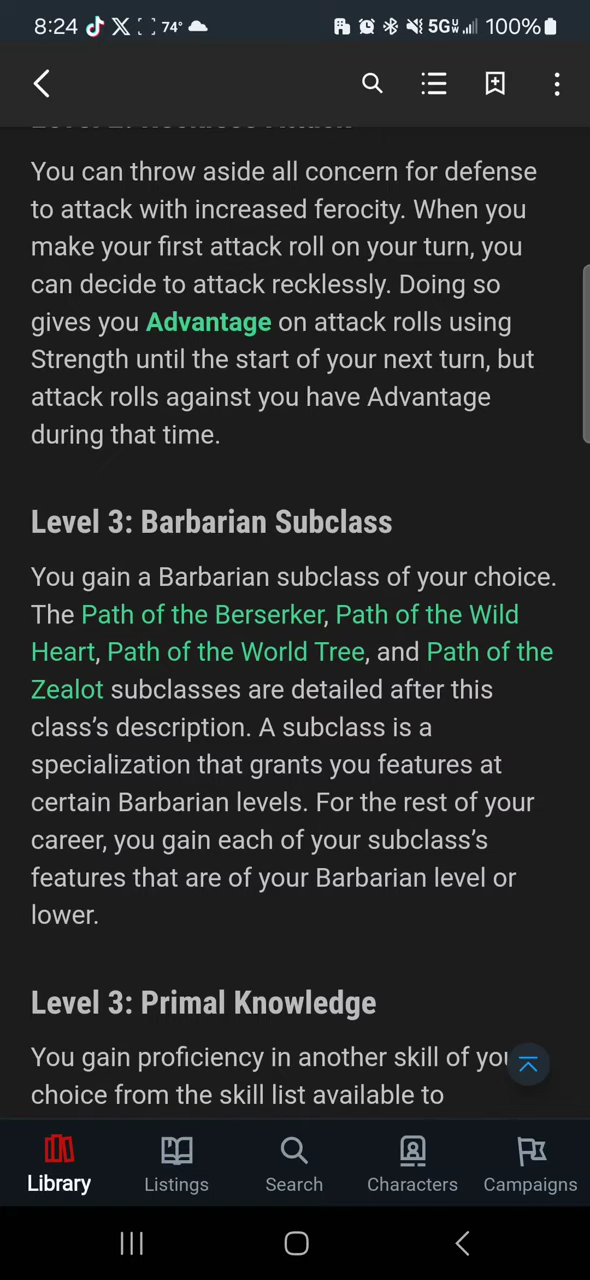 8:24 74° 5G 100%
You can throw aside all concern for defense
to attack with increased ferocity. When you
make your first attack roll on your turn, you
can decide to attack recklessly. Doing so
gives you Advantage on attack rolls using
Strength until the start of your next turn, but
attack rolls against you have Advantage
during that time.
Level 3: Barbarian Subclass
You gain a Barbarian subclass of your choice.
The Path of the Berserker, Path of the Wild
Heart, Path of the World Tree, and Path of the
Zealot subclasses are detailed after this
class’s description. A subclass is a
specialization that grants you features at
certain Barbarian levels. For the rest of your
career, you gain each of your subclass’s
features that are of your Barbarian level or
lower.
Level 3: Primal Knowledge
You gain proficiency in another skill of
choice from the skill list available to
Library Listings Search Characters Campaigns